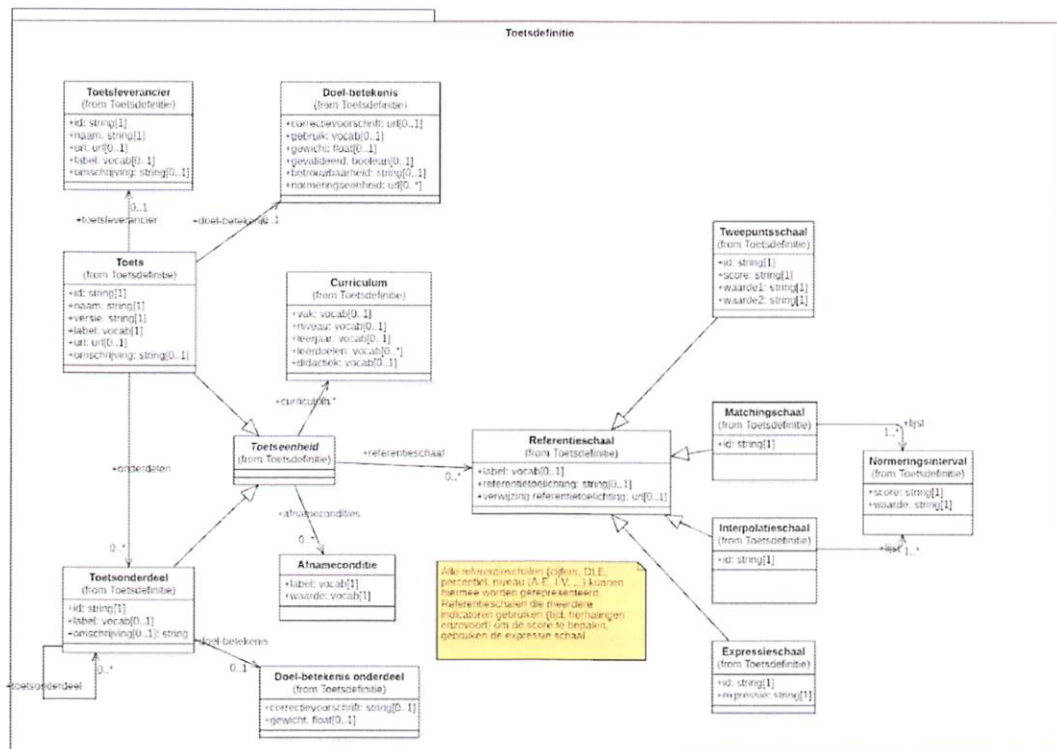 Toetsdefinitie
Toetsleverancier
(from Toetsdefinitie)
+id: string[1]
+naam: string[1]
+url: url[0..1]
+label: vocab[0..1]
+omschrijving: string[0..1]
Doel-betekenis
(from Toetsdefinitie)
+correctievoorschrift: url[0..1]
+gebruik: vocab[0..1]
+gewicht: float[0..1]
+gevalideerd: boolean[0..1]
+betrouwbaarheid: string[0..1]
+normeringseenheid: url[0..*]
0..1
+toetsleverancier
+doel-betekenis
0..1
Toets
(from Toetsdefinitie)
+id: string[1]
+naam: string[1]
+versie: string[1]
+label: vocab[1]
+url: url[0..1]
+omschrijving: string[0..1]
Curriculum
(from Toetsdefinitie)
+vak: vocab[0..1]
+niveau: vocab[0..1]
+leerjaar: vocab[0..1]
+leerdoelen: vocab[0..*]
+didactiek: vocab[0..1]
Tweepuntsschaal
(from Toetsdefinitie)
+id: string[1]
+score: string[1]
+waarde1: string[1]
+waarde2: string[1]
Toetseenheid
(from Toetsdefinitie)
+referentieschaal
0..*
Referentieschaal
(from Toetsdefinitie)
+label: vocab[0..1]
+referentietoelichting: string[0..1]
+verwijzing referentietoelichting: url[0..1]
Matchingschaal
(from Toetsdefinitie)
+id: string[1]
+lijst
1..*
Normeringsinterval
(from Toetsdefinitie)
+score: string[1]
+waarde: string[1]
+onderdelen
0..*
+afnamecondities
0..*
Interpolatieschaal
(from Toetsdefinitie)
+id: string[1]
+lijst
1..*
Afnameconditie
(from Toetsdefinitie)
+label: vocab[1]
+waarde: vocab[1]
Toetsonderdeel
(from Toetsdefinitie)
+id: string[1]
+label: vocab[0..1]
+omschrijving[0..1]: string
Alle referentieschalen (cijfers, DLE,
percentiel, niveau (A-E, I-V, ...) kunnen
hiermee worden gerepresenteerd.
Referentieschalen die meerdere
indicatoren gebruiken (tijd, herhalingen
enzovoort) om de score te bepalen,
gebruiken de expressie schaal
+doel-betekenis
0..1
0..*
+toetsonderdeel
Doel-betekenis onderdeel
(from Toetsdefinitie)
+correctievoorschrift: string[0..1]
+gewicht: float[0..1]
Expressieschaal
(from Toetsdefinitie)
+id: string[1]
+expressie: string[1]